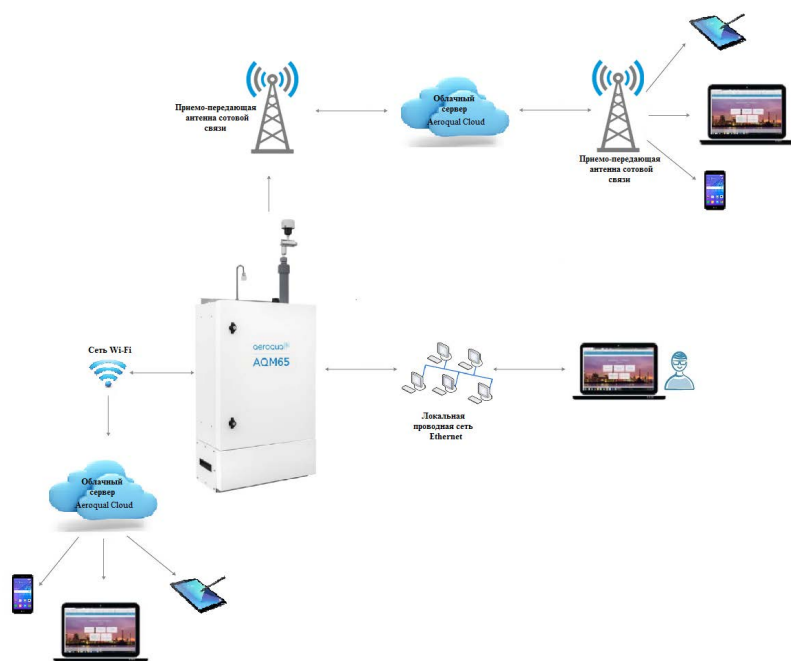 Приемо-передающая
антенна сотовой
связи
Облачный
сервер
Aeroqual Cloud
Приемо-передающая
антенна сотовой
связи
Сеть Wi-Fi
aeroqual
AQM65
Локальная
проводная сеть
Ethernet
Облачный
сервер
Aeroqual Cloud